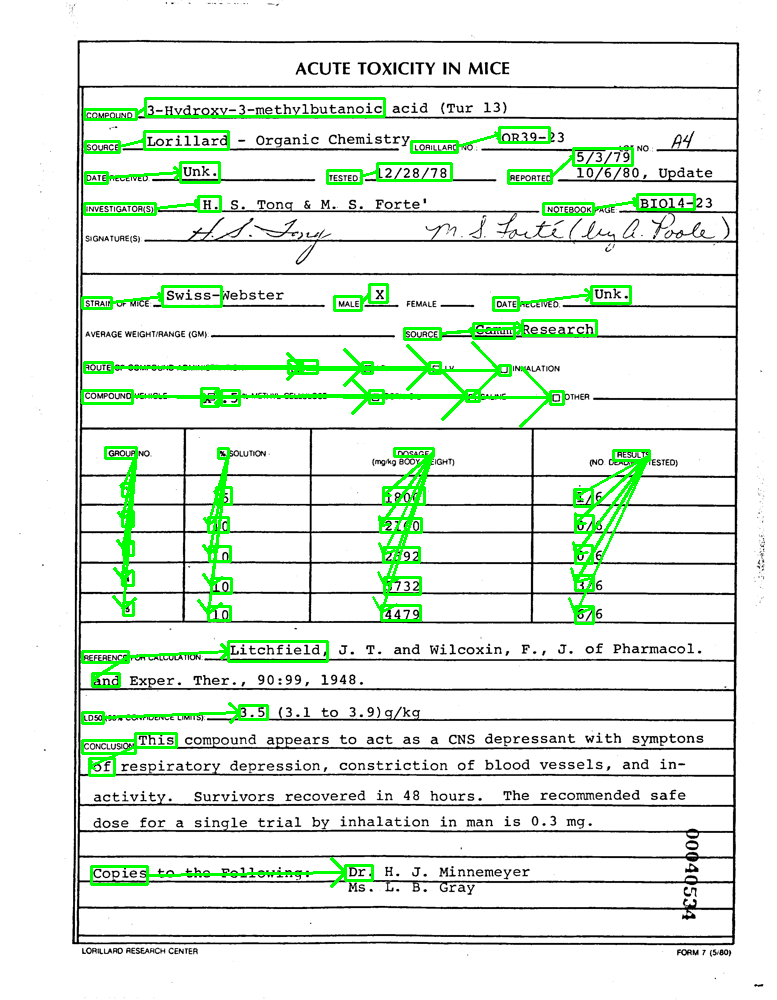 ACUTE TOXICITY IN MICE
COMPOUND 3-Hydroxy-3-methylbutanoic acid (Tur 13)
SOURCE Lorillard - Organic Chemistry LORILLARD NO. OR39-23 LOT NO. A4
5/3/79
DATE RECEIVED Unk. TESTED 12/28/78 REPORTED 10/6/80, Update
INVESTIGATOR(S) H. S. Tong & M. S. Forte' NOTEBOOK PAGE BIO14-23
SIGNATURE(S) H. S. Tong M. S. Forté (by A. Poole)
STRAIN OF MICE Swiss-Webster MALE X FEMALE DATE RECEIVED Unk.
AVERAGE WEIGHT/RANGE (GM) SOURCE Camm Research
ROUTE OF COMPOUND ADMINISTRATION I.V. INHALATION
COMPOUND VEHICLE X .5% METHYL CELLULOSE SALINE OTHER
GROUP NO. % SOLUTION DOSAGE RESULTS
(mg/kg BODY WEIGHT) (NO. DEAD/NO. TESTED)
1800 1/6
10 2160 0/6
10 2592 0/6
4 10 3732 3/6
5 10 4479 6/6
REFERENCE FOR CALCULATION Litchfield, J. T. and Wilcoxin, F., J. of Pharmacol.
and Exper. Ther., 90:99, 1948.
LD50 (95% CONFIDENCE LIMITS) 3.5 (3.1 to 3.9)g/kg
CONCLUSION This compound appears to act as a CNS depressant with symptons
of respiratory depression, constriction of blood vessels, and in-
activity. Survivors recovered in 48 hours. The recommended safe
dose for a single trial by inhalation in man is 0.3 mg.
Copies to the Following: Dr. H. J. Minnemeyer
Ms. L. B. Gray
00040534
LORILLARD RESEARCH CENTER FORM 7 (5/80)